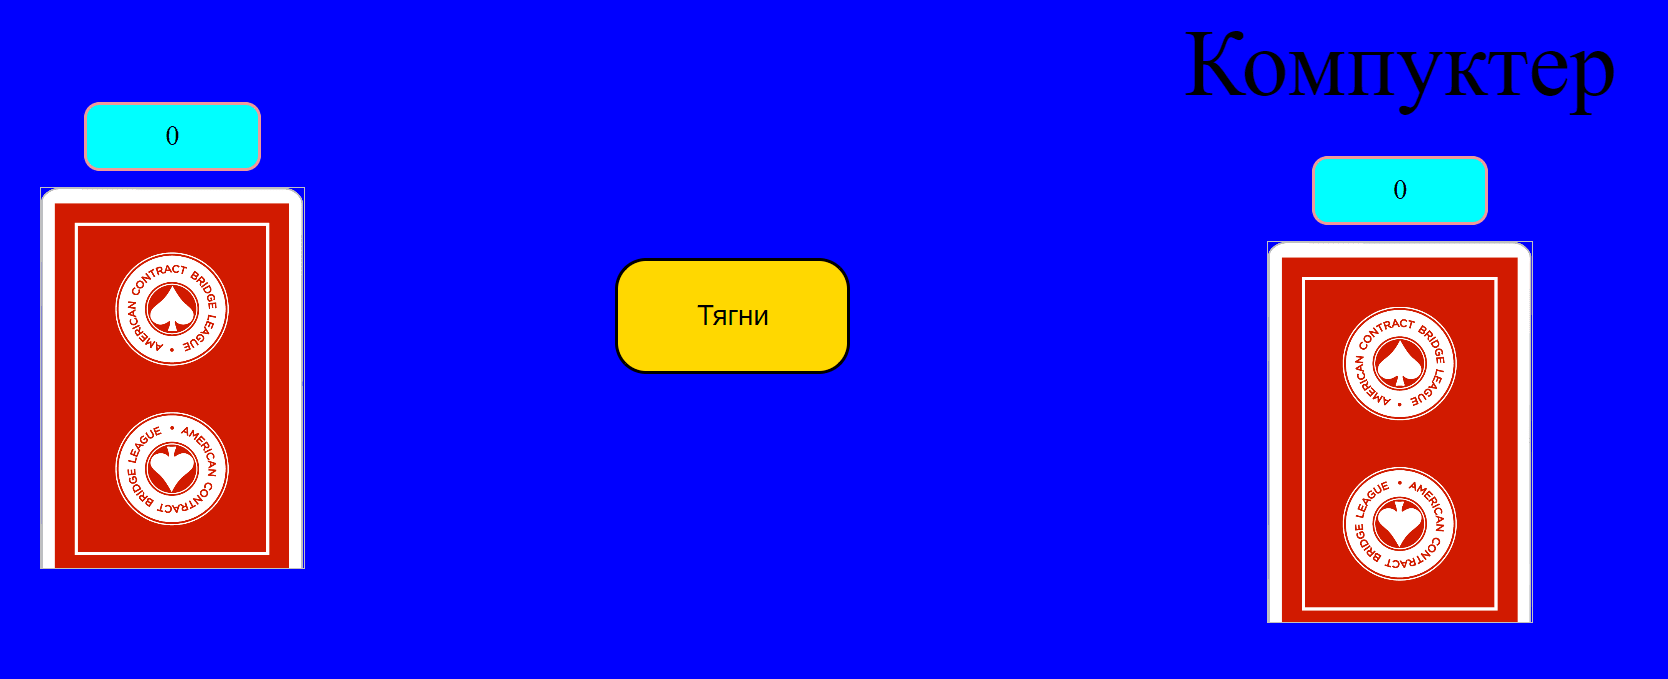 Компуктер
0
0
Тягни
AMERICAN CONTRACT BRIDGE LEAGUE •
AMERICAN CONTRACT BRIDGE LEAGUE •
AMERICAN CONTRACT BRIDGE LEAGUE •
AMERICAN CONTRACT BRIDGE LEAGUE •